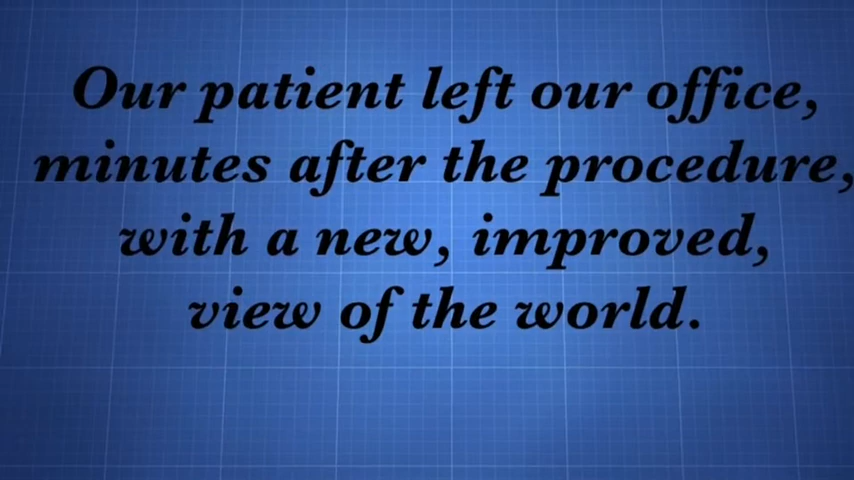 Our patient left our office,
minutes after the procedure,
with a new, improved,
view of the world.